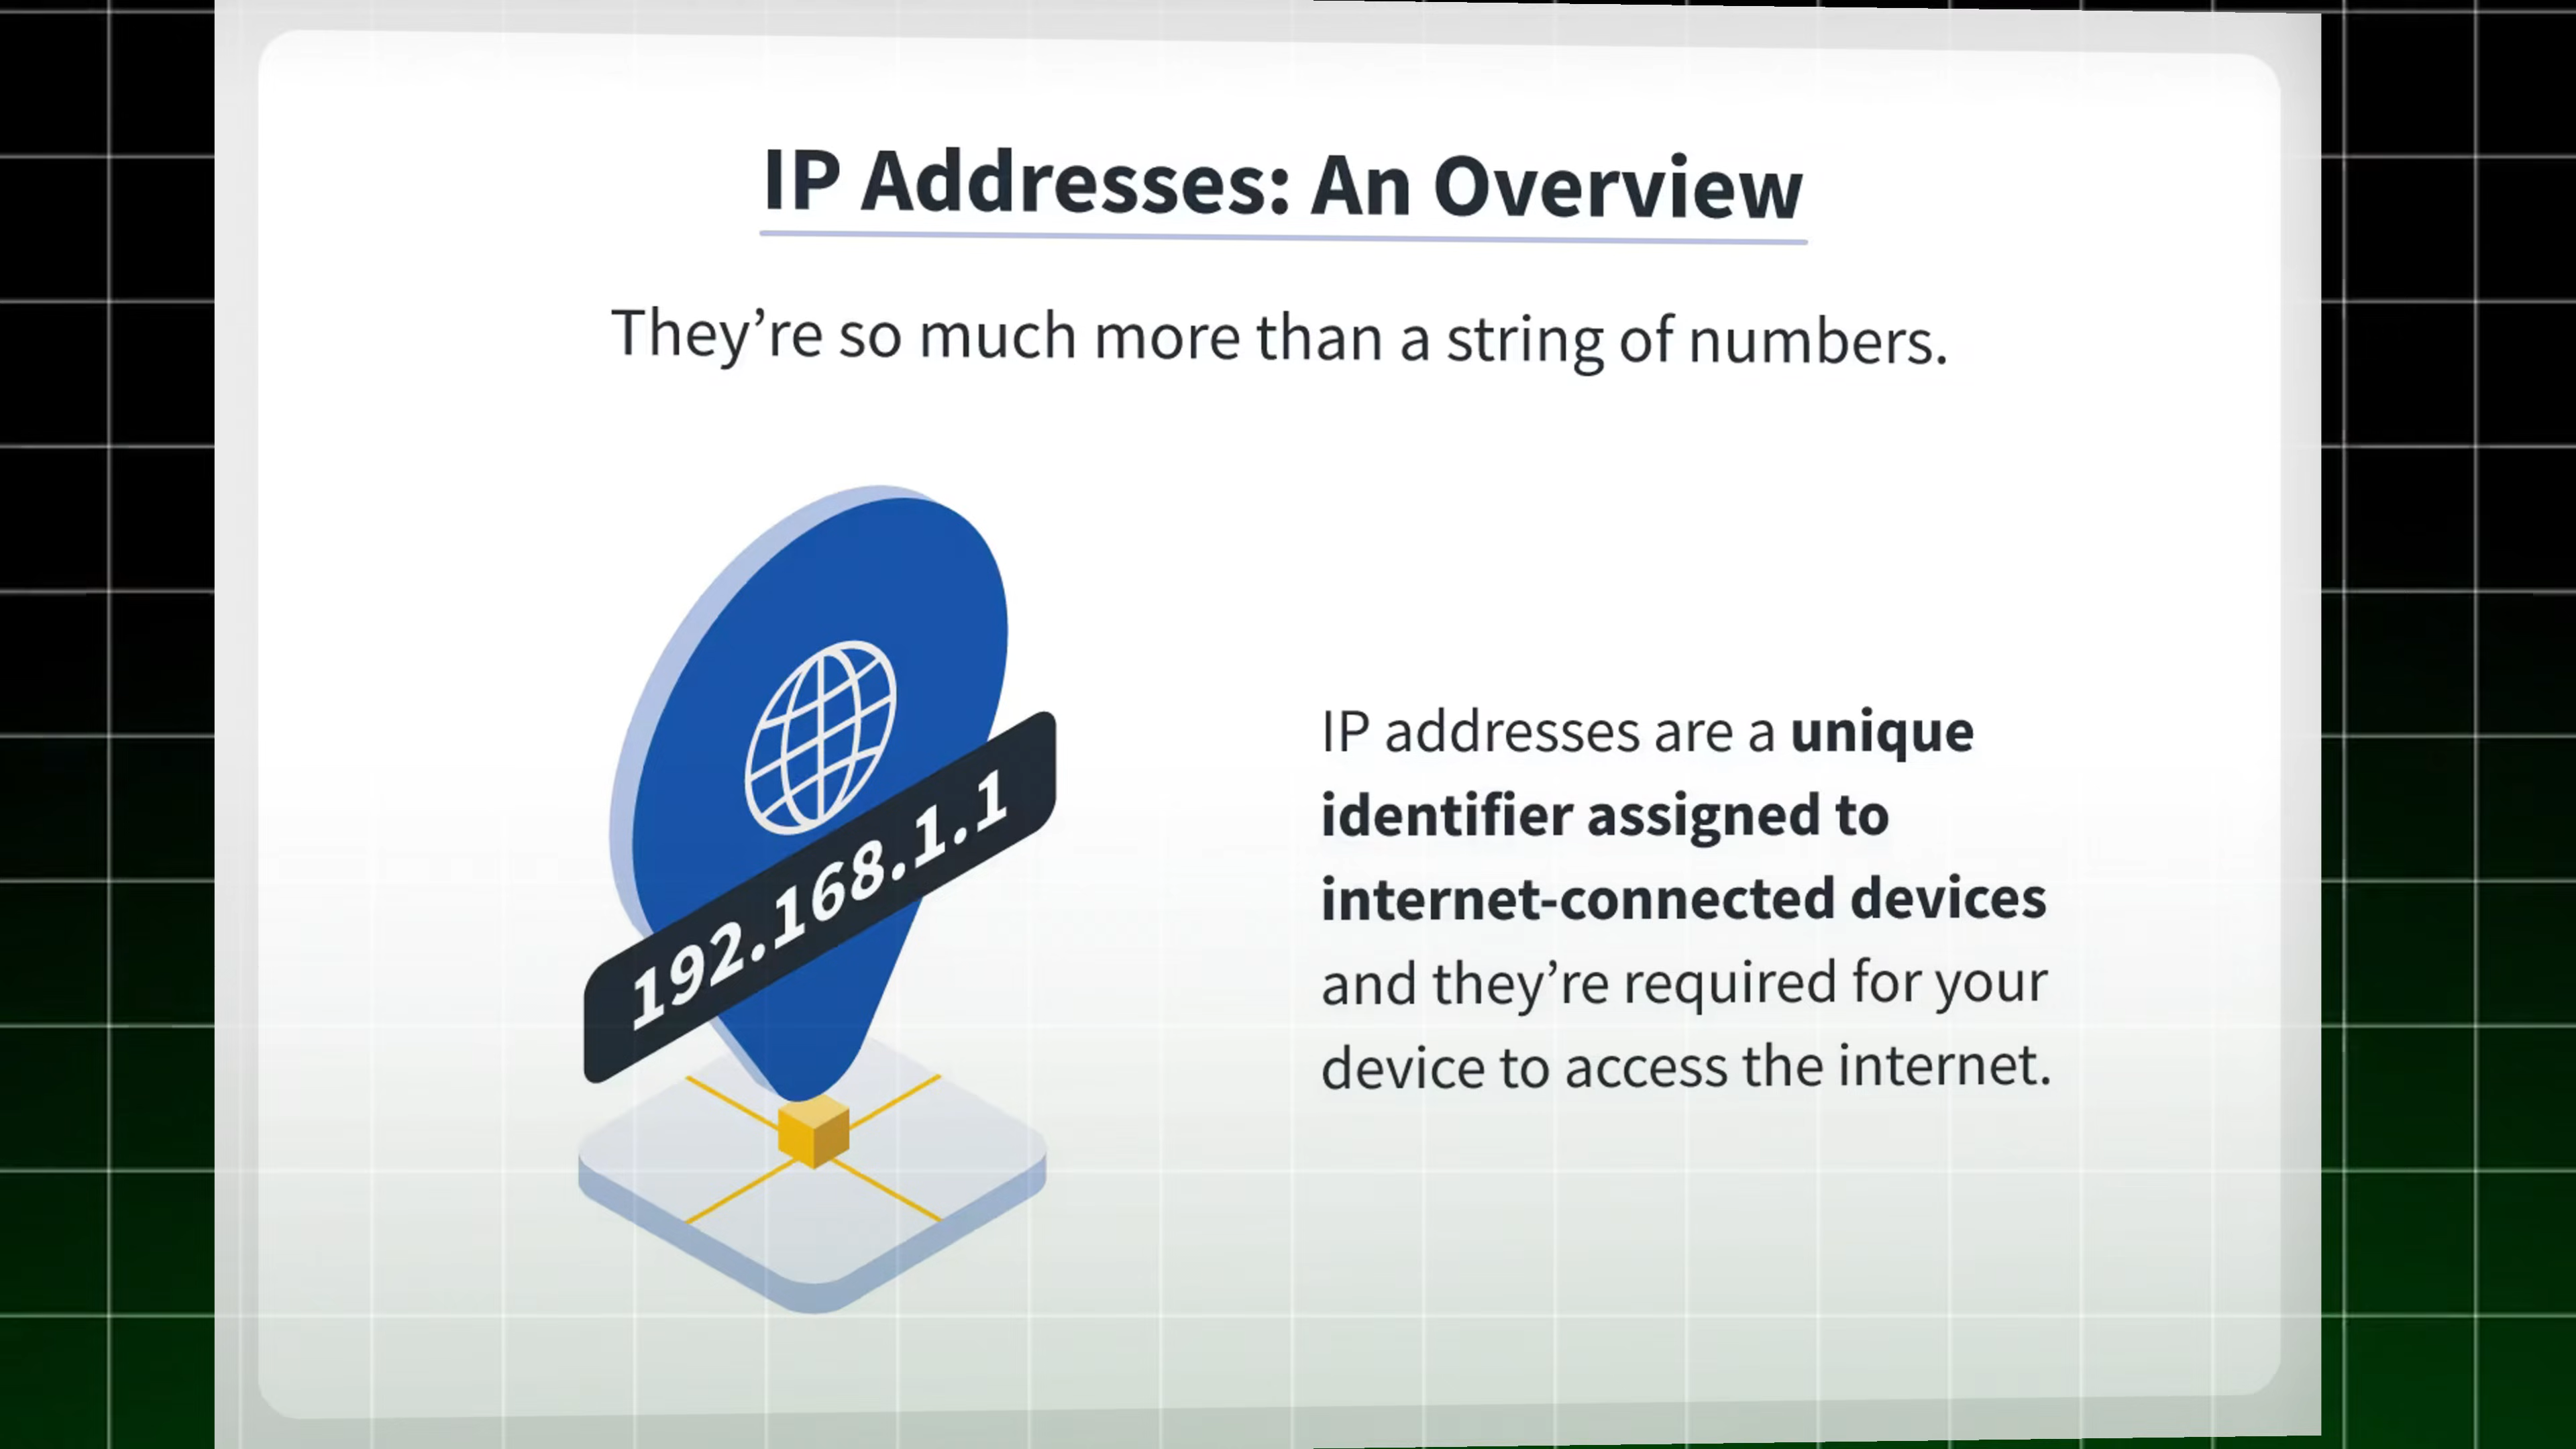 IP Addresses: An Overview
They’re so much more than a string of numbers.
192.168.1.1
IP addresses are a unique
identifier assigned to
internet-connected devices
and they’re required for your
device to access the internet.